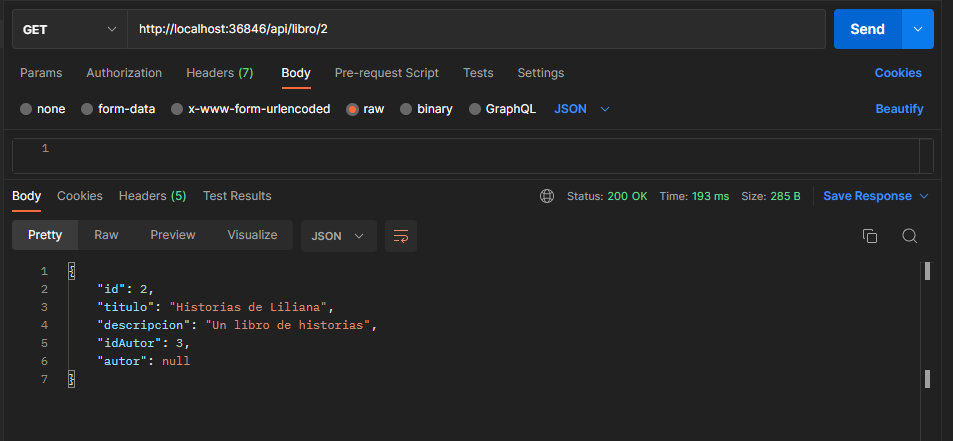 GET http://localhost:36846/api/libro/2 Send
Params Authorization Headers (7) Body Pre-request Script Tests Settings Cookies
none form-data x-www-form-urlencoded raw binary GraphQL JSON Beautify
1
Body Cookies Headers (5) Test Results Status: 200 OK Time: 193 ms Size: 285 B Save Response
Pretty Raw Preview Visualize JSON
1 {
2 "id": 2,
3 "titulo": "Historias de Liliana",
4 "descripcion": "Un libro de historias",
5 "idAutor": 3,
6 "autor": null
7 }